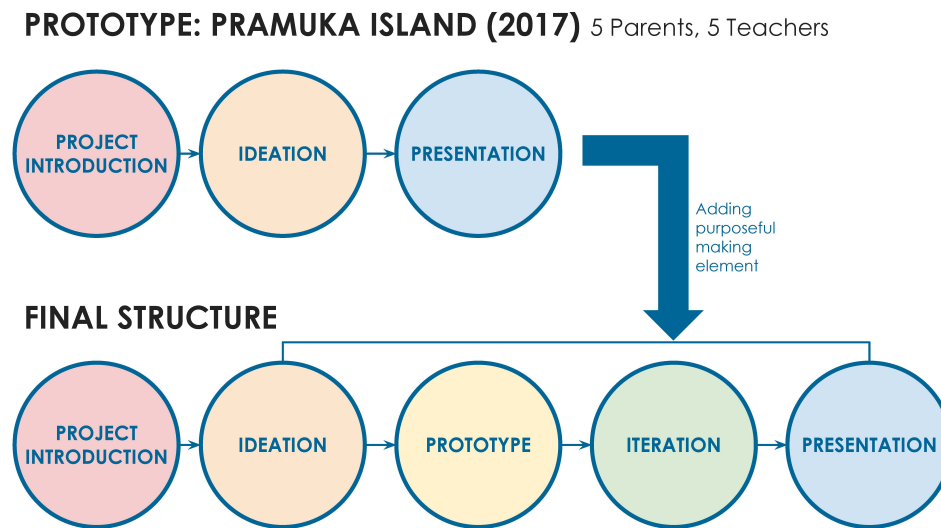 PROTOTYPE: PRAMUKA ISLAND (2017) 5 Parents, 5 Teachers
PROJECT
INTRODUCTION
IDEATION
PRESENTATION
Adding
purposeful
making
element
FINAL STRUCTURE
PROJECT
INTRODUCTION
IDEATION
PROTOTYPE
ITERATION
PRESENTATION